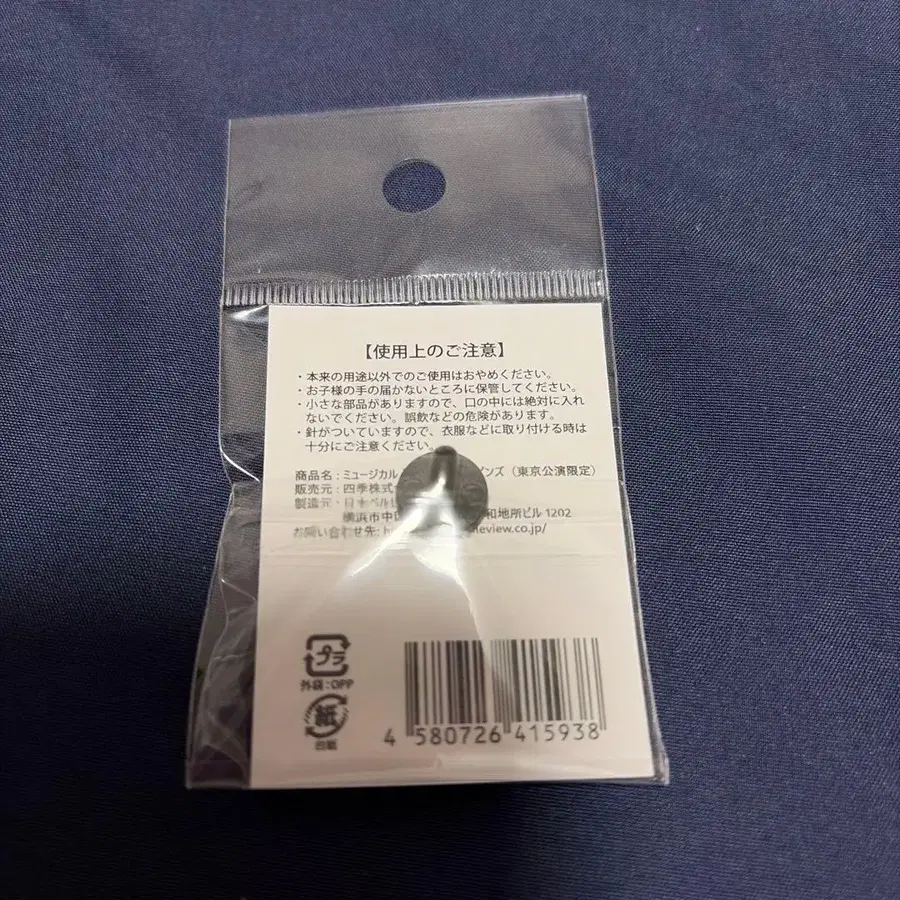 【使用上のご注意】
・本来の用途以外でのご使用はおやめください。
・お子様の手の届かないところに保管してください。
・小さな部品がありますので、口の中には絶対に入れ
ないでください。誤飲などの危険があります。
・針がついていますので、衣服などに取り付ける時は
十分にご注意ください。
商品名：ミュージカル インズ（東京公演限定）
販売元：四季株式
製造元：日本ベル
横浜市中 和地所ビル 1202
お問い合わせ先: h eview.co.jp/
プラ
外袋：OPP
紙
台紙
4 580726 415938